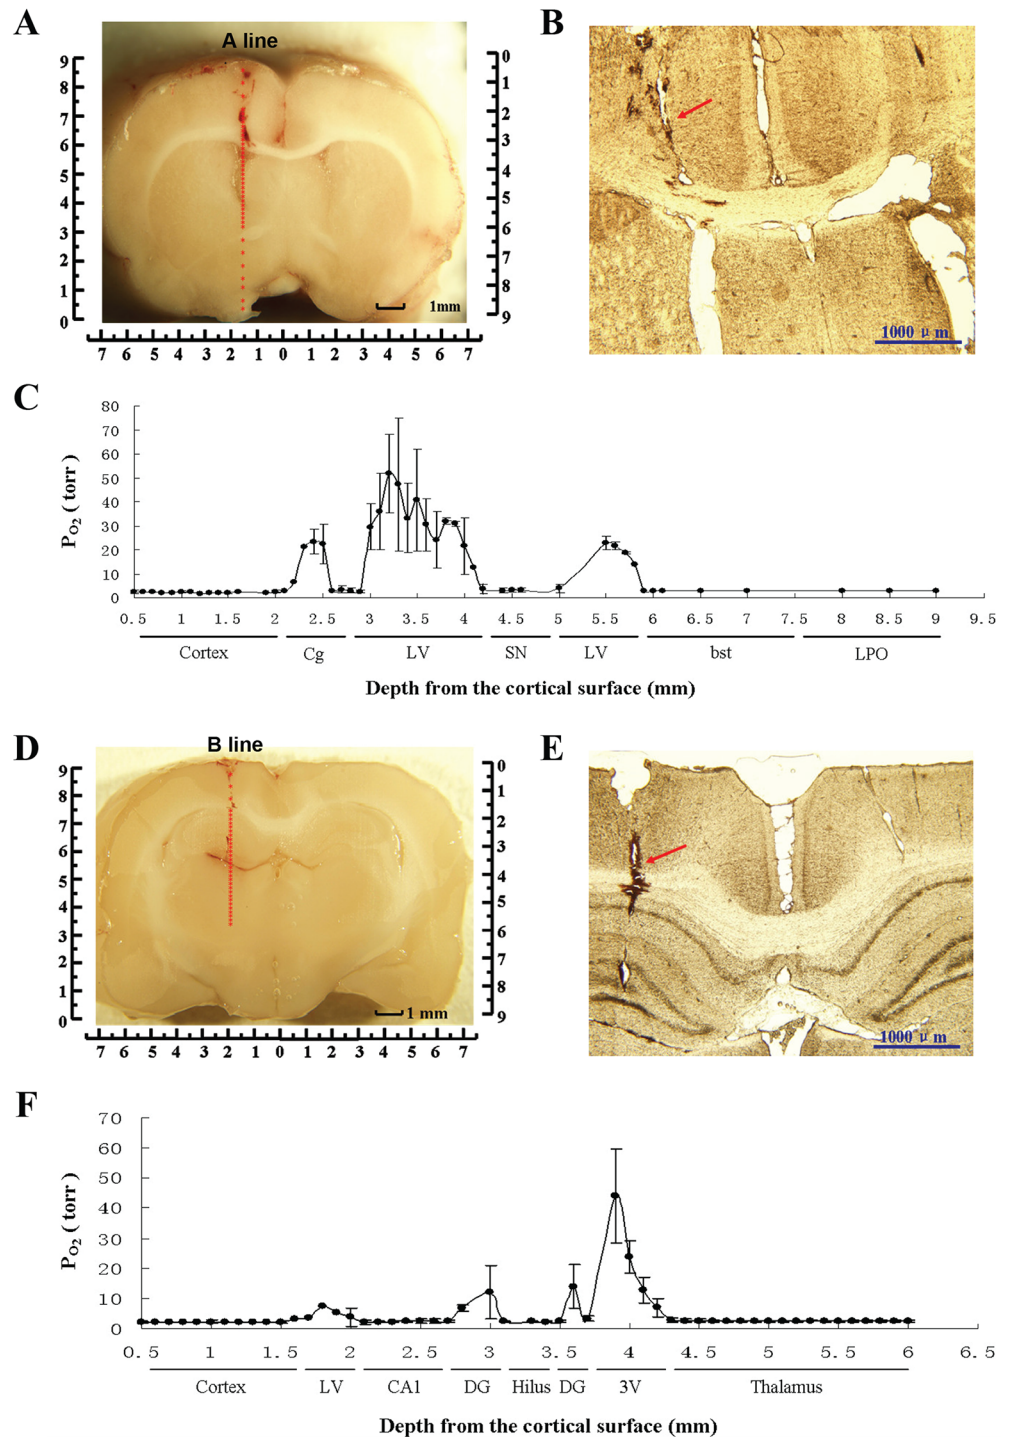 A
A line
9
8
7
6
5
4
3
2
1
0
0
1
2
3
4
5
6
7
8
9
1mm
7 6 5 4 3 2 1 0 1 2 3 4 5 6 7
B
1000 μm
C
80
70
60
50
40
30
20
10
0
PO2 ( torr )
0.5 1 1.5 2 2.5 3 3.5 4 4.5 5 5.5 6 6.5 7 7.5 8 8.5 9 9.5
Cortex Cg LV SN LV bst LPO
Depth from the cortical surface (mm)
D
B line
9
8
7
6
5
4
3
2
1
0
0
1
2
3
4
5
6
7
8
9
1 mm
7 6 5 4 3 2 1 0 1 2 3 4 5 6 7
E
1000 μm
F
70
60
50
40
30
20
10
0
PO2 ( torr )
0.5 1 1.5 2 2.5 3 3.5 4 4.5 5 5.5 6 6.5
Cortex LV CA1 DG Hilus DG 3V Thalamus
Depth from the cortical surface (mm)